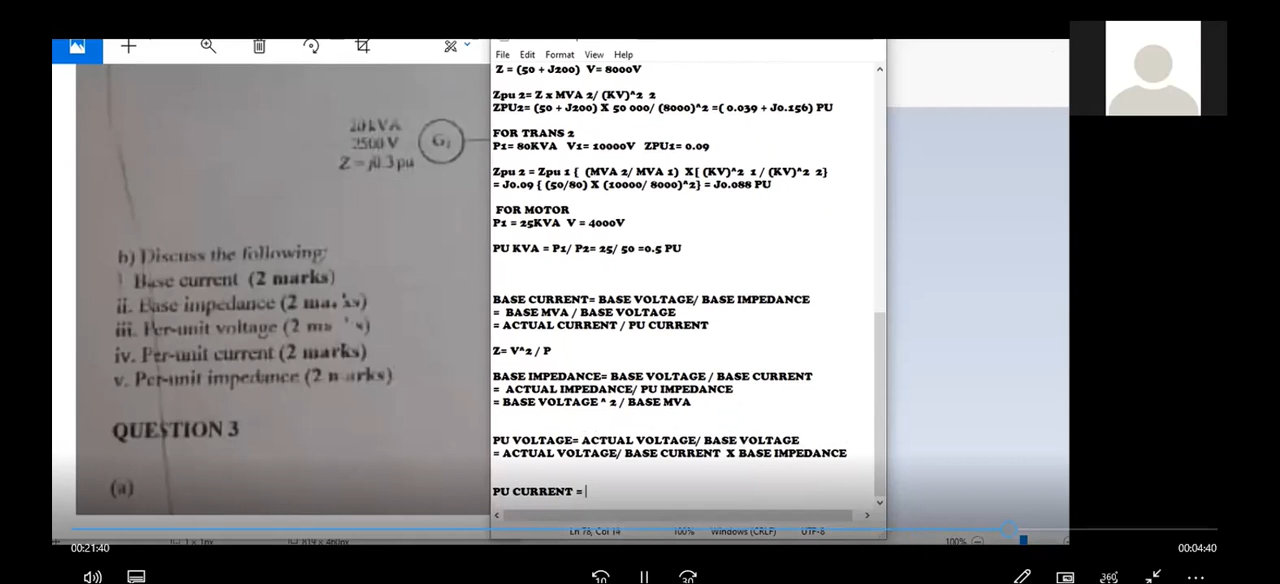 File Edit Format View Help
Z = (50 + J200) V= 8000V
Zpu 2= Z x MVA 2/ (KV)^2 2
ZPU2= (50 + J200) X 50 000/ (8000)^2 =( 0.039 + J0.156) PU
FOR TRANS 2
P1= 80KVA V1= 10000V ZPU1= 0.09
Zpu 2 = Zpu 1 { (MVA 2/ MVA 1) X[ (KV)^2 1 / (KV)^2 2}
= J0.09 { (50/80) X (10000/ 8000)^2} = J0.088 PU
FOR MOTOR
P1 = 25KVA V = 4000V
PU KVA = P1/ P2= 25/ 50 =0.5 PU
BASE CURRENT= BASE VOLTAGE/ BASE IMPEDANCE
= BASE MVA / BASE VOLTAGE
= ACTUAL CURRENT / PU CURRENT
Z= V^2 / P
BASE IMPEDANCE= BASE VOLTAGE / BASE CURRENT
= ACTUAL IMPEDANCE/ PU IMPEDANCE
= BASE VOLTAGE ^ 2 / BASE MVA
PU VOLTAGE= ACTUAL VOLTAGE/ BASE VOLTAGE
= ACTUAL VOLTAGE/ BASE CURRENT X BASE IMPEDANCE
PU CURRENT =
Ln 78, Col 14 100% Windows (CRLF) UTF-8
20 kVA
2500 V
Z = j0.3 pu
G1
b) Discuss the following:
Base current (2 marks)
ii. Base impedance (2
iii. Per-unit voltage (2
iv. Per-unit current (2 marks)
v. Per-unit impedance (2
QUESTION 3
(a)
100%
00:21:40
00:04:40
10
30
360°